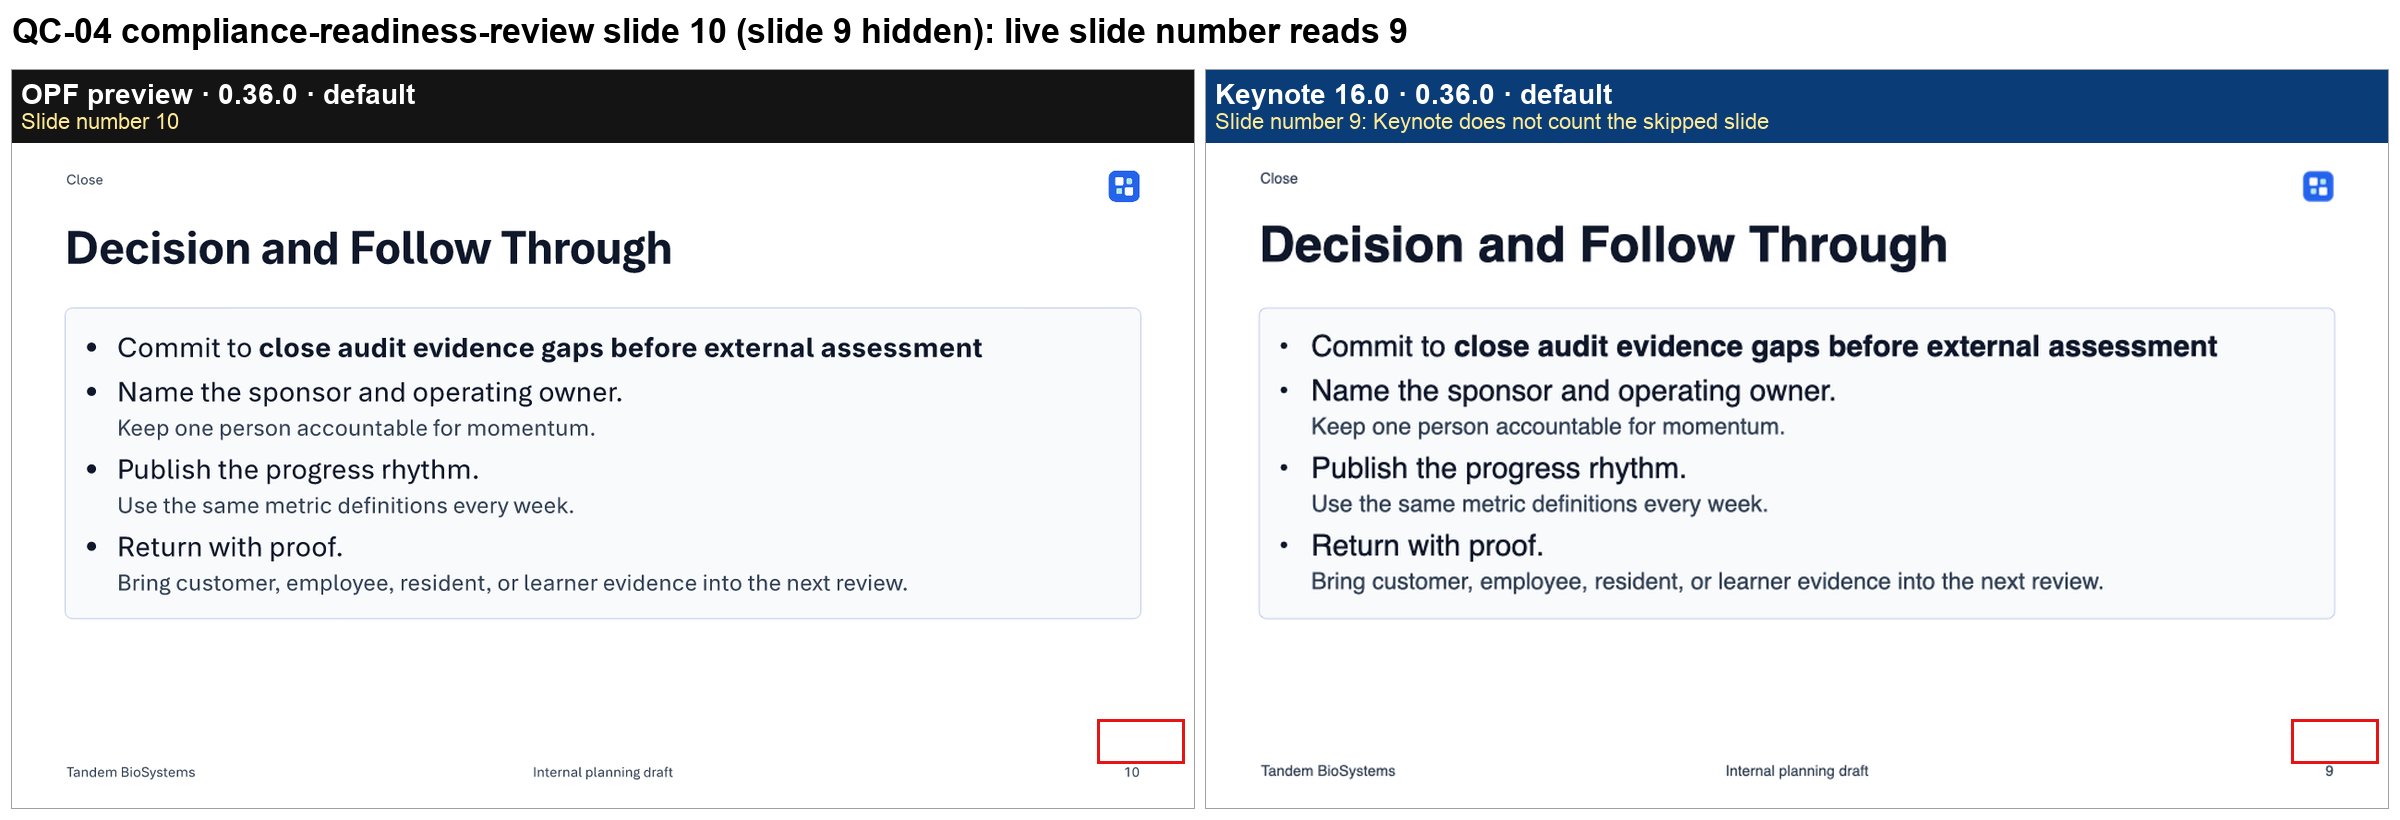 QC-04 compliance-readiness-review slide 10 (slide 9 hidden): live slide number reads 9
OPF preview · 0.36.0 · default
Slide number 10
Close
Decision and Follow Through
• Commit to close audit evidence gaps before external assessment
• Name the sponsor and operating owner.
Keep one person accountable for momentum.
• Publish the progress rhythm.
Use the same metric definitions every week.
• Return with proof.
Bring customer, employee, resident, or learner evidence into the next review.
Tandem BioSystems
Internal planning draft
10
Keynote 16.0 · 0.36.0 · default
Slide number 9: Keynote does not count the skipped slide
Close
Decision and Follow Through
• Commit to close audit evidence gaps before external assessment
• Name the sponsor and operating owner.
Keep one person accountable for momentum.
• Publish the progress rhythm.
Use the same metric definitions every week.
• Return with proof.
Bring customer, employee, resident, or learner evidence into the next review.
Tandem BioSystems
Internal planning draft
9